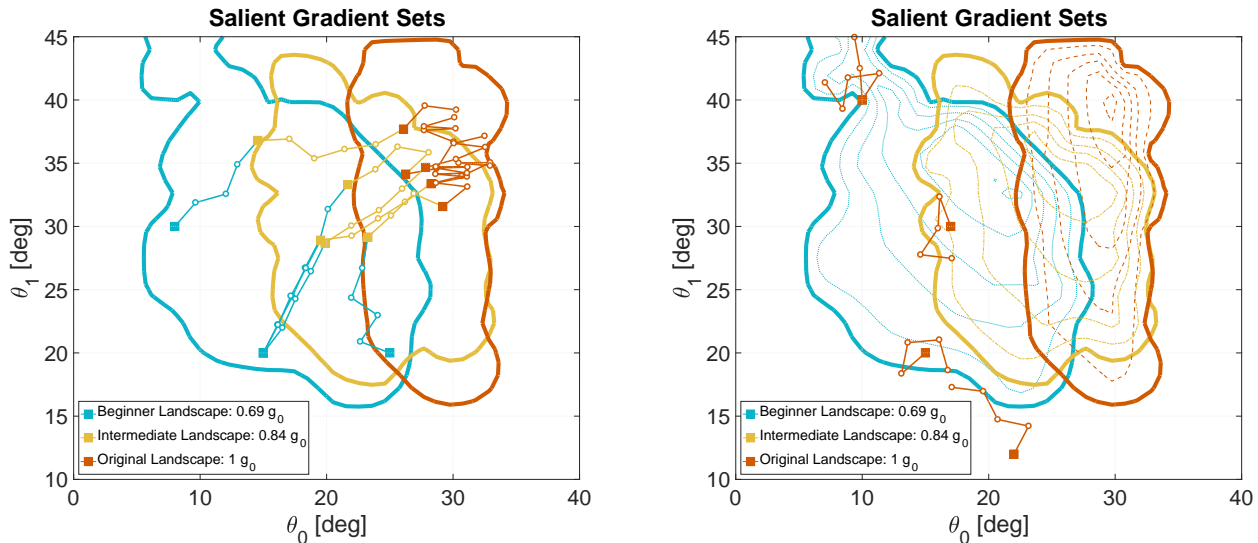 Salient Gradient Sets
45
40
35
30
25
20
15
10
θ1 [deg]
Beginner Landscape: 0.69 g0
Intermediate Landscape: 0.84 g0
Original Landscape: 1 g0
0 10 20 30 40
θ0 [deg]
Salient Gradient Sets
45
40
35
30
25
20
15
10
θ1 [deg]
Beginner Landscape: 0.69 g0
Intermediate Landscape: 0.84 g0
Original Landscape: 1 g0
0 10 20 30 40
θ0 [deg]